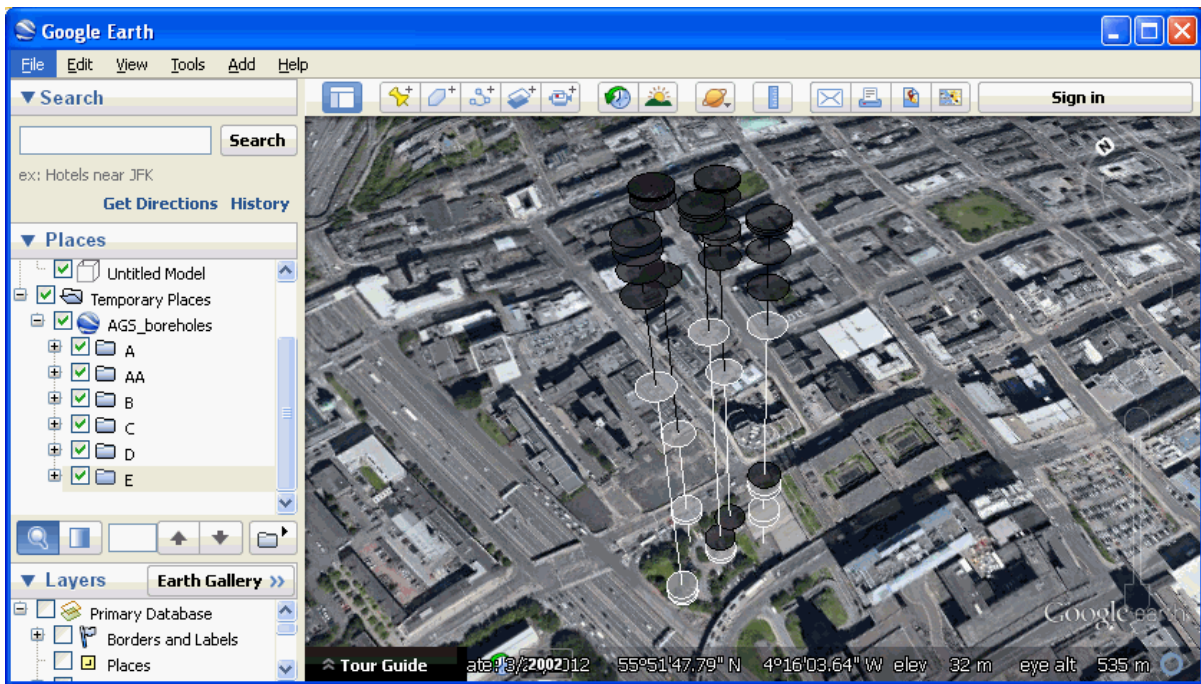 Google Earth
File Edit View Tools Add Help
Search
Sign in
Search
ex: Hotels near JFK
Get Directions History
Places
Untitled Model
Temporary Places
AGS_boreholes
A
AA
B
C
D
E
Layers
Earth Gallery >>
Primary Database
Borders and Labels
Places
N
Google earth
Tour Guide
2002
55°51'47.79" N 4°16'03.64" W elev 32 m eye alt 535 m